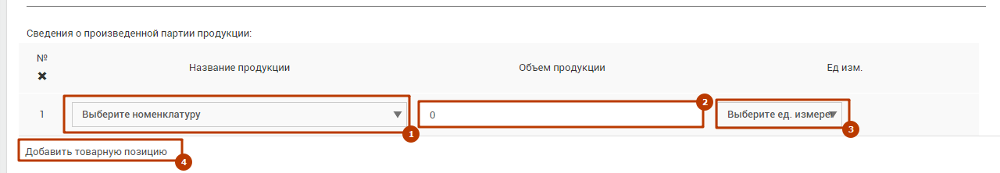 Сведения о произведенной партии продукции:
№
Название продукции Объем продукции Ед изм.
1 Выберите номенклатуру 0 Выберите ед. измере
1 2 3
Добавить товарную позицию
4